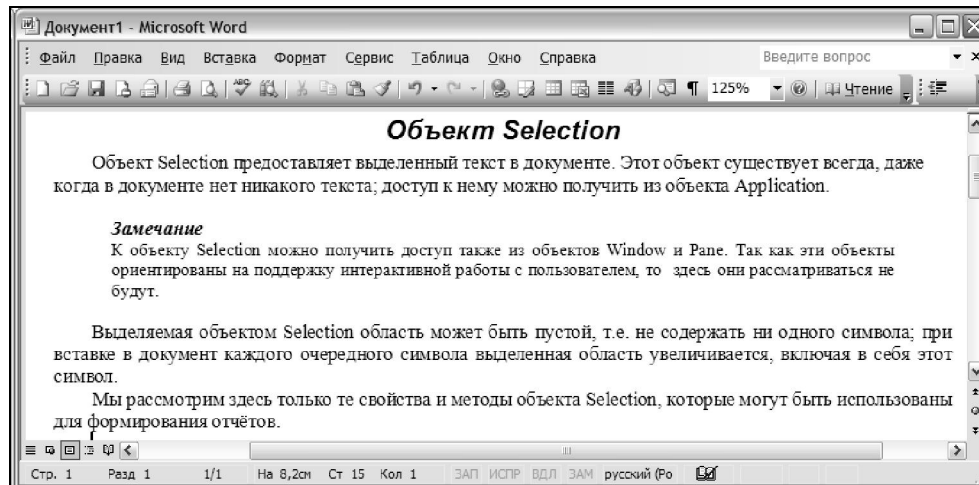 Документ1 - Microsoft Word
Файл Правка Вид Вставка Формат Сервис Таблица Окно Справка Введите вопрос
125% Чтение
Объект Selection
Объект Selection предоставляет выделенный текст в документе. Этот объект существует всегда, даже
когда в документе нет никакого текста; доступ к нему можно получить из объекта Application.
Замечание
К объекту Selection можно получить доступ также из объектов Window и Pane. Так как эти объекты
ориентированы на поддержку интерактивной работы с пользователем, то здесь они рассматриваться не
будут.
Выделяемая объектом Selection область может быть пустой, т.е. не содержать ни одного символа; при
вставке в документ каждого очередного символа выделенная область увеличивается, включая в себя этот
символ.
Мы рассмотрим здесь только те свойства и методы объекта Selection, которые могут быть использованы
для формирования отчётов.
Стр. 1 Разд 1 1/1 На 8,2см Ст 15 Кол 1 ЗАП ИСПР ВДЛ ЗАМ русский (Ро